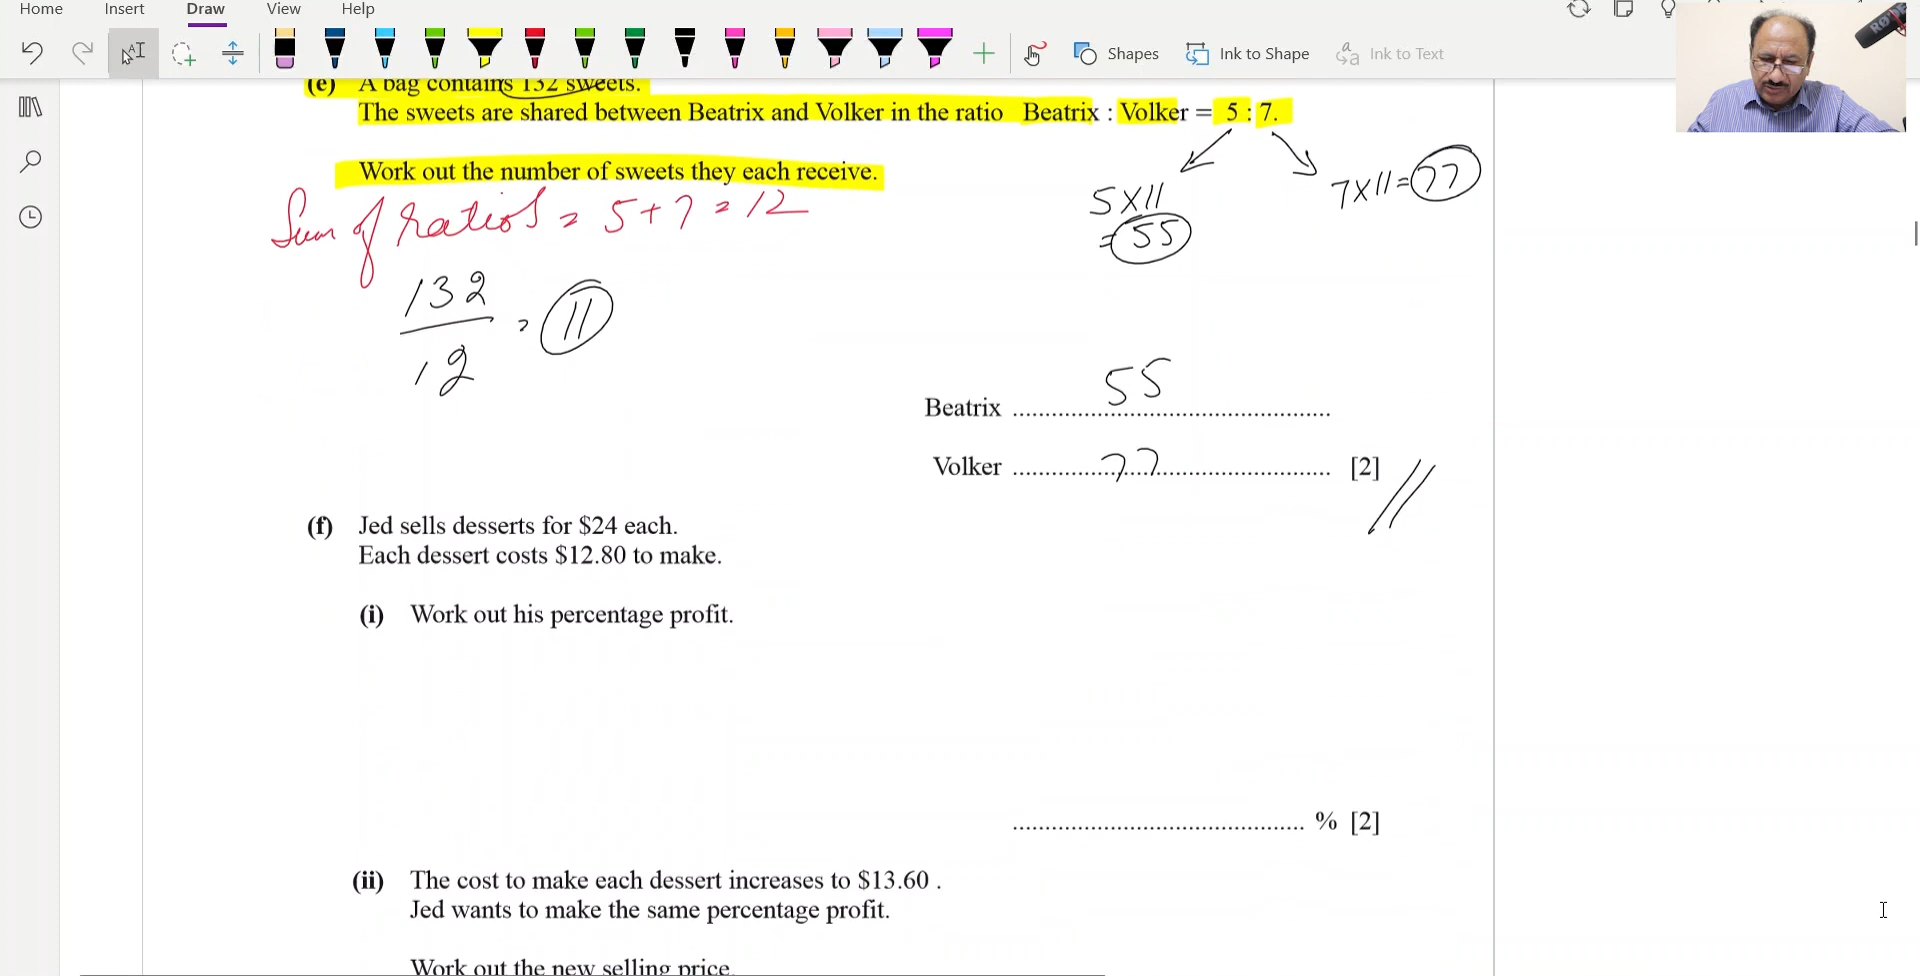 Home Insert Draw View Help
Shapes Ink to Shape Ink to Text
(e) A bag contains 132 sweets.
The sweets are shared between Beatrix and Volker in the ratio Beatrix : Volker = 5 : 7.
Work out the number of sweets they each receive.
Sum of ratios = 5 + 7 = 12
5 x 11
= 55
7 x 11 = 77
132
12
= 11
55
Beatrix ................................................
77
Volker ................................................ [2]
(f) Jed sells desserts for $24 each.
Each dessert costs $12.80 to make.
(i) Work out his percentage profit.
............................................ % [2]
(ii) The cost to make each dessert increases to $13.60 .
Jed wants to make the same percentage profit.
Work out the new selling price.